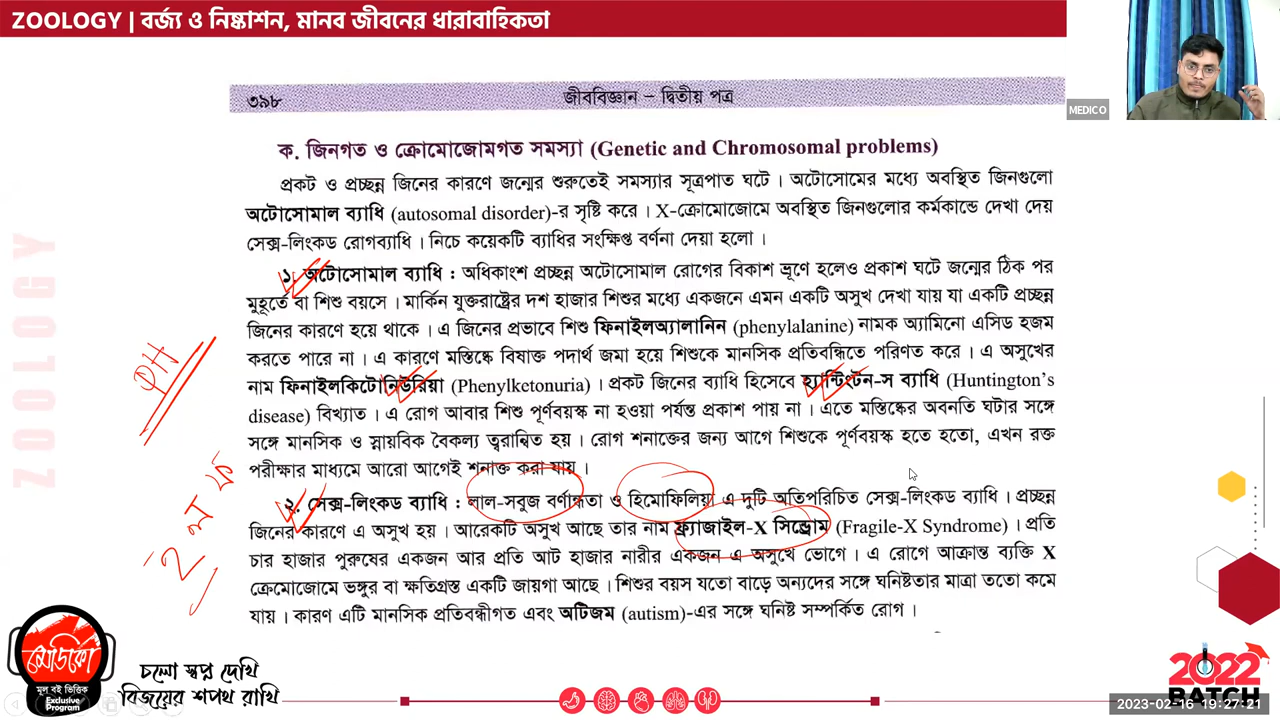 ZOOLOGY | বর্জ্য ও নিষ্কাশন, মানব জীবনের ধারাবাহিকতা
MEDICO
৩৯৮
জীববিজ্ঞান – দ্বিতীয় পত্র
ক. জিনগত ও ক্রোমোজোমগত সমস্যা (Genetic and Chromosomal problems)
প্রকট ও প্রচ্ছন্ন জিনের কারণে জন্মের শুরুতেই সমস্যার সূত্রপাত ঘটে । অটোসোমের মধ্যে অবস্থিত জিনগুলো
অটোসোমাল ব্যাধি (autosomal disorder)-র সৃষ্টি করে । X-ক্রোমোজোমে অবস্থিত জিনগুলোর কর্মকান্ডে দেখা দেয়
সেক্স-লিংকড রোগব্যাধি । নিচে কয়েকটি ব্যাধির সংক্ষিপ্ত বর্ণনা দেয়া হলো ।
১. অটোসোমাল ব্যাধি : অধিকাংশ প্রচ্ছন্ন অটোসোমাল রোগের বিকাশ ভ্রূণে হলেও প্রকাশ ঘটে জন্মের ঠিক পর
মুহূর্তে বা শিশু বয়সে । মার্কিন যুক্তরাষ্ট্রের দশ হাজার শিশুর মধ্যে একজনে এমন একটি অসুখ দেখা যায় যা একটি প্রচ্ছন্ন
জিনের কারণে হয়ে থাকে । এ জিনের প্রভাবে শিশু ফিনাইলঅ্যালানিন (phenylalanine) নামক অ্যামিনো এসিড হজম
করতে পারে না । এ কারণে মস্তিষ্কে বিষাক্ত পদার্থ জমা হয়ে শিশুকে মানসিক প্রতিবন্ধিতে পরিণত করে । এ অসুখের
নাম ফিনাইলকিটোনিউরিয়া (Phenylketonuria) । প্রকট জিনের ব্যাধি হিসেবে হ্যান্টিংটন-স ব্যাধি (Huntington's
disease) বিখ্যাত । এ রোগ আবার শিশু পূর্ণবয়স্ক না হওয়া পর্যন্ত প্রকাশ পায় না । এতে মস্তিষ্কের অবনতি ঘটার সঙ্গে
সঙ্গে মানসিক ও স্নায়বিক বৈকল্য ত্বরান্বিত হয় । রোগ শনাক্তের জন্য আগে শিশুকে পূর্ণবয়স্ক হতে হতো, এখন রক্ত
পরীক্ষার মাধ্যমে আরো আগেই শনাক্ত করা যায় ।
২. সেক্স-লিংকড ব্যাধি : লাল-সবুজ বর্ণান্ধতা ও হিমোফিলিয়া এ দুটি অতিপরিচিত সেক্স-লিংকড ব্যাধি । প্রচ্ছন্ন
জিনের কারণে এ অসুখ হয় । আরেকটি অসুখ আছে তার নাম ফ্র্যাজাইল-X সিন্ড্রোম (Fragile-X Syndrome) । প্রতি
চার হাজার পুরুষের একজন আর প্রতি আট হাজার নারীর একজন এ অসুখে ভোগে । এ রোগে আক্রান্ত ব্যক্তি X
ক্রেমোজোমে ভঙ্গুর বা ক্ষতিগ্রস্ত একটি জায়গা আছে । শিশুর বয়স যতো বাড়ে অন্যদের সঙ্গে ঘনিষ্টতার মাত্রা ততো কমে
যায় । কারণ এটি মানসিক প্রতিবন্ধীগত এবং অটিজম (autism)-এর সঙ্গে ঘনিষ্ট সম্পর্কিত রোগ ।
PH
ZOOLOGY
মেডিকো
মূল বই ভিত্তিক
Exclusive
Program
চলো স্বপ্ন দেখি
বিজয়ের শপথ রাখি
2022
BATCH
2023-02-16 19:27:21